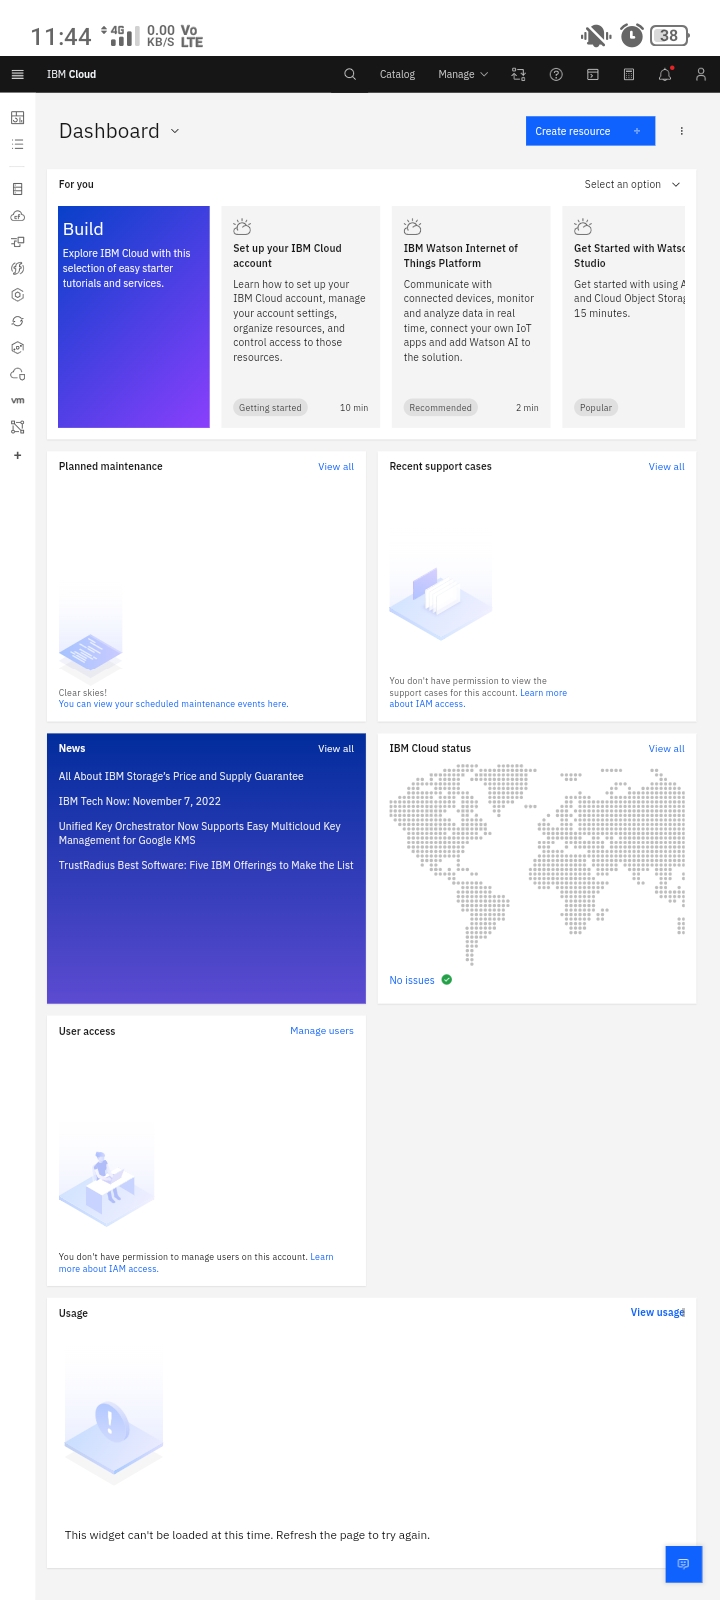 11:44
4G
0.00
KB/S
Vo
LTE
38
IBM Cloud
Catalog
Manage
Dashboard
Create resource +
For you
Select an option
Build
Explore IBM Cloud with this
selection of easy starter
tutorials and services.
Set up your IBM Cloud
account
Learn how to set up your
IBM Cloud account, manage
your account settings,
organize resources, and
control access to those
resources.
Getting started
10 min
IBM Watson Internet of
Things Platform
Communicate with
connected devices, monitor
and analyze data in real
time, connect your own IoT
apps and add Watson AI to
the solution.
Recommended
2 min
Get Started with Watso
Studio
Get started with using A
and Cloud Object Storag
15 minutes.
Popular
vm
+
Planned maintenance
View all
Clear skies!
You can view your scheduled maintenance events here.
Recent support cases
View all
You don't have permission to view the
support cases for this account. Learn more
about IAM access.
News
View all
All About IBM Storage's Price and Supply Guarantee
IBM Tech Now: November 7, 2022
Unified Key Orchestrator Now Supports Easy Multicloud Key
Management for Google KMS
TrustRadius Best Software: Five IBM Offerings to Make the List
IBM Cloud status
View all
No issues
User access
Manage users
You don't have permission to manage users on this account. Learn
more about IAM access.
Usage
View usage
This widget can't be loaded at this time. Refresh the page to try again.